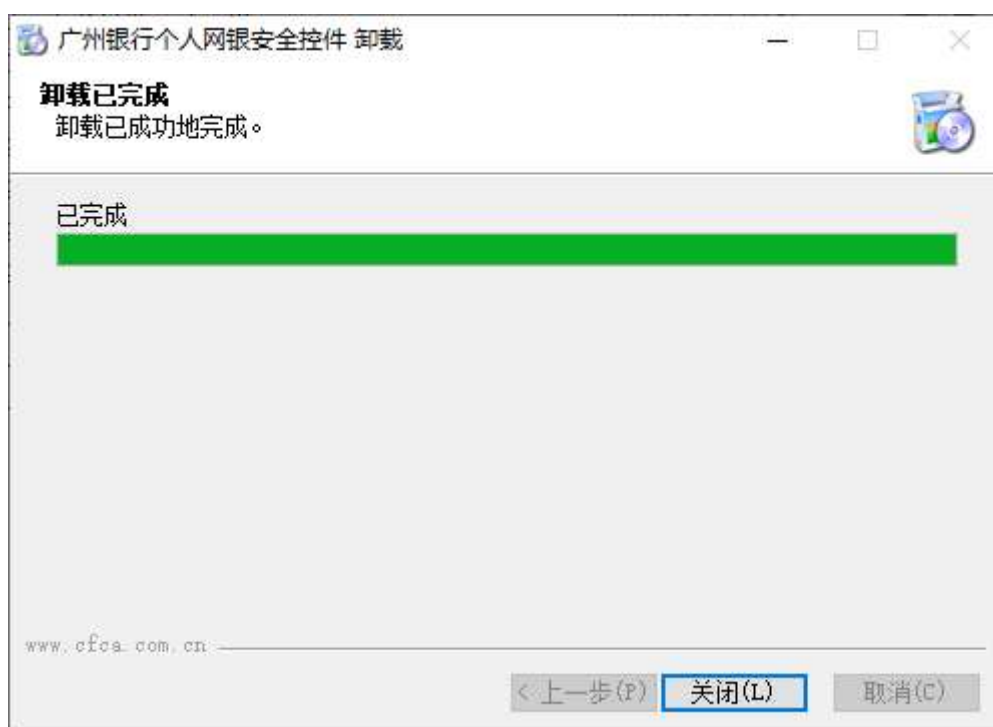 广州银行个人网银安全控件 卸载
卸载已完成
卸载已成功地完成。
已完成
www.cfca.com.cn
< 上一步(P) 关闭(L) 取消(C)